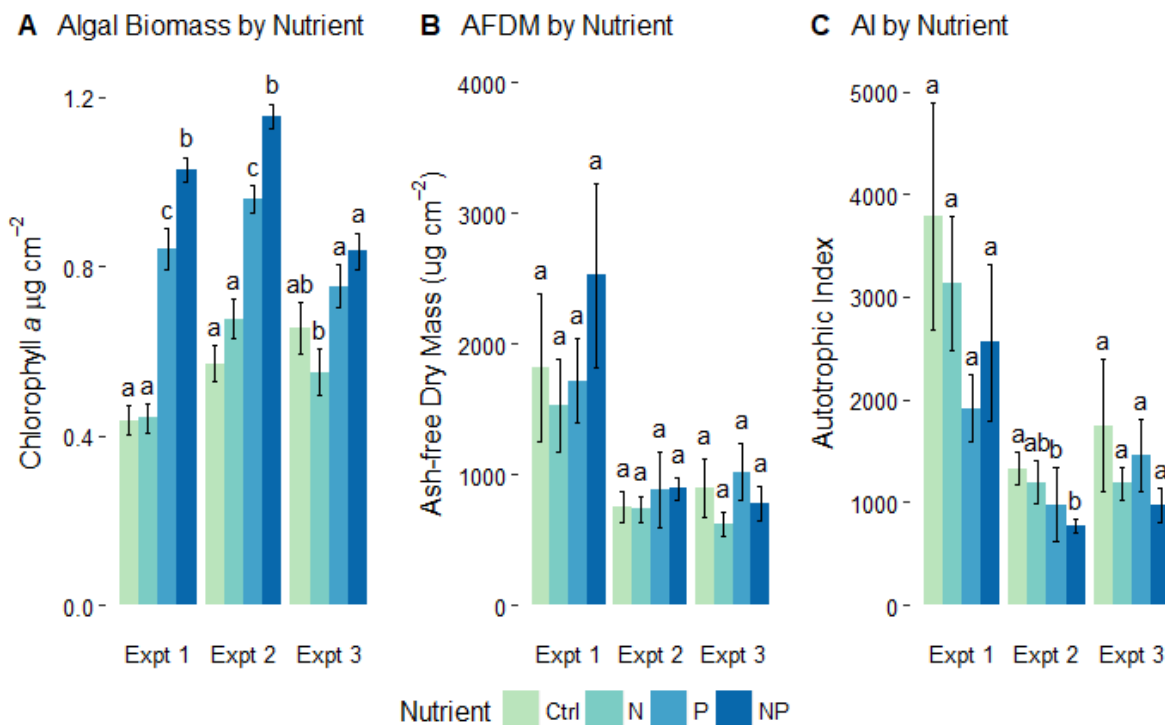 A Algal Biomass by Nutrient
Chlorophyll a μg cm−2
1.2
0.8
0.4
0.0
a
a
c
b
a
a
c
b
ab
b
a
a
Expt 1 Expt 2 Expt 3
B AFDM by Nutrient
Ash-free Dry Mass (ug cm−2)
4000
3000
2000
1000
0
a
a
a
a
a
a
a
a
a
a
a
a
Expt 1 Expt 2 Expt 3
C AI by Nutrient
Autotrophic Index
5000
4000
3000
2000
1000
0
a
a
a
a
a
ab
b
b
a
a
a
a
Expt 1 Expt 2 Expt 3
Nutrient Ctrl N P NP